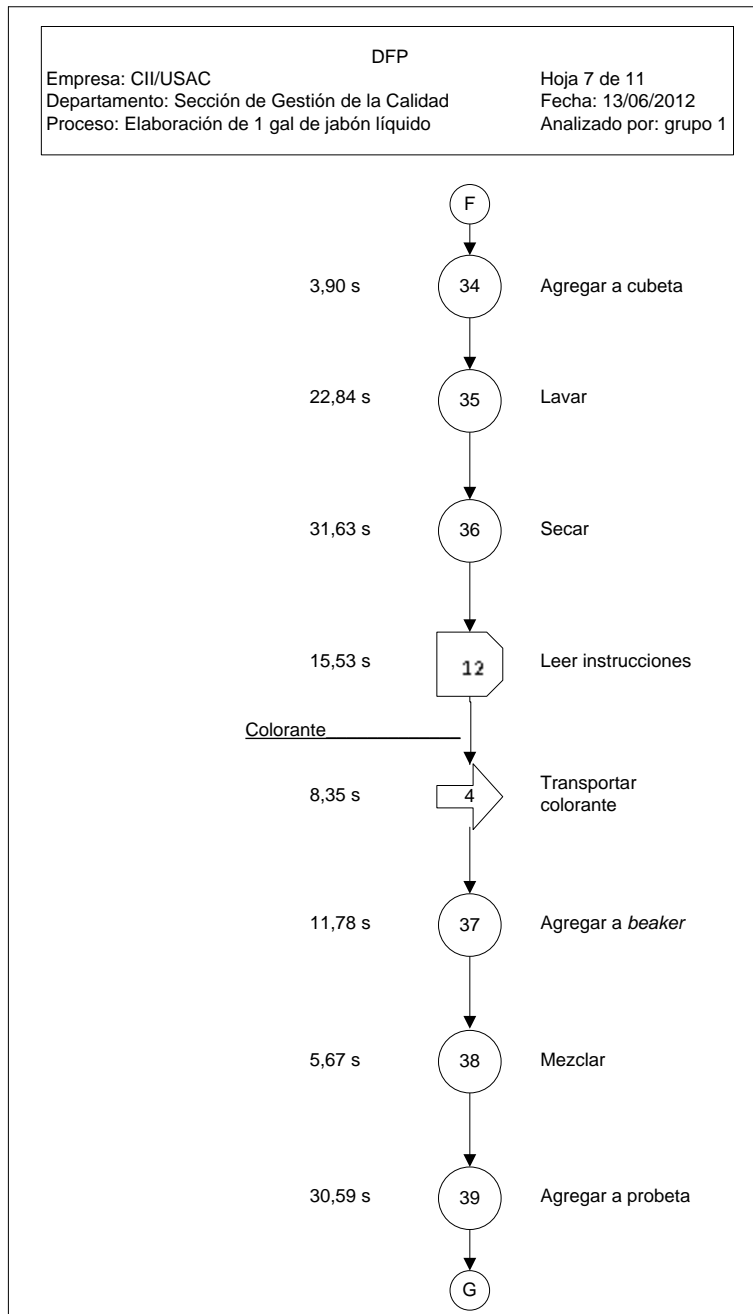 DFP
Empresa: CII/USAC Hoja 7 de 11
Departamento: Sección de Gestión de la Calidad Fecha: 13/06/2012
Proceso: Elaboración de 1 gal de jabón líquido Analizado por: grupo 1
F
3,90 s 34 Agregar a cubeta
22,84 s 35 Lavar
31,63 s 36 Secar
15,53 s 12 Leer instrucciones
Colorante
8,35 s 4 Transportar
colorante
11,78 s 37 Agregar a beaker
5,67 s 38 Mezclar
30,59 s 39 Agregar a probeta
G